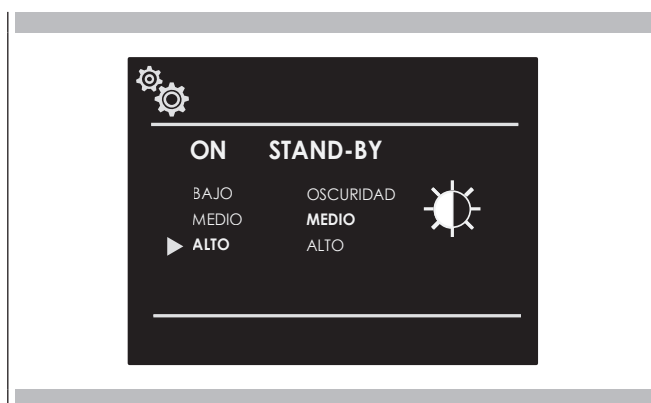 ON STAND-BY
BAJO OSCURIDAD
MEDIO MEDIO
ALTO ALTO